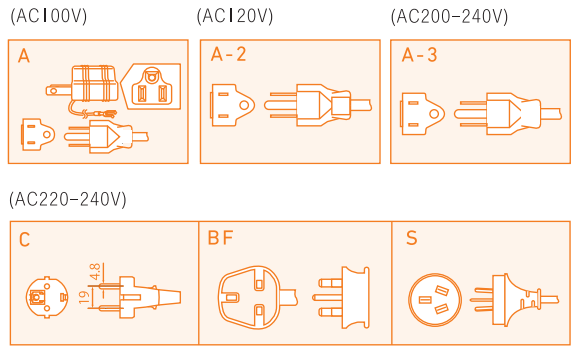 (AC100V) (AC120V) (AC200-240V)
A A-2 A-3
(AC220-240V)
C BF S
4.8
19